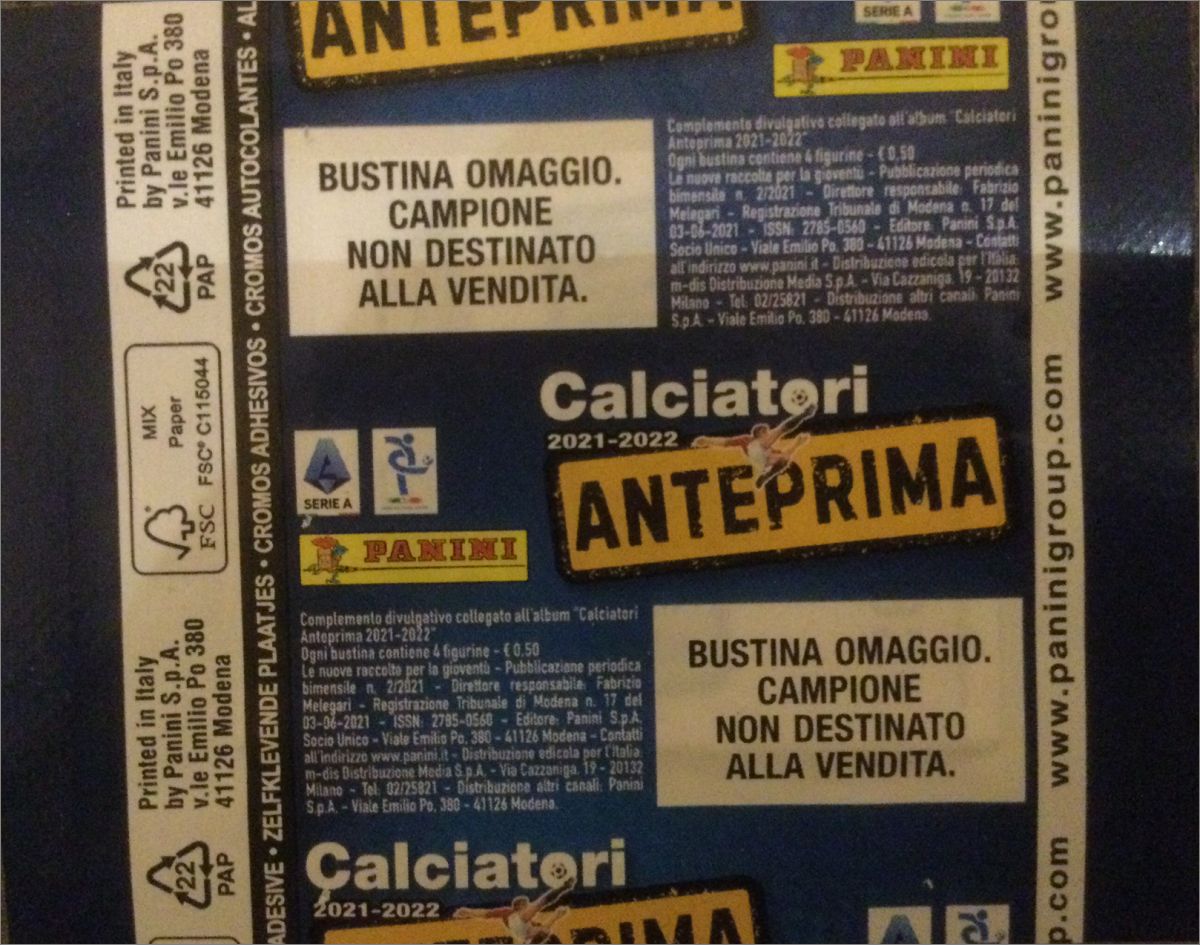 ANTEPRIMA
SERIE A
PANINI
Printed in Italy
by Panini S.p.A.
v.le Emilio Po 380
41126 Modena
22
PAP
MIX
Paper
FSC® C115044
FSC
Printed in Italy
by Panini S.p.A.
v.le Emilio Po 380
41126 Modena
22
PAP
ADESIVE • ZELFKLEVENDE PLAATJES • CROMOS ADHESIVOS • CROMOS AUTOCOLANTES • AL
BUSTINA OMAGGIO.
CAMPIONE
NON DESTINATO
ALLA VENDITA.
Complemento divulgativo collegato all'album "Calciatori
Anteprima 2021-2022"
Ogni bustina contiene 4 figurine - € 0,50
Le nuove raccolte per la gioventù - Pubblicazione periodica
bimensile n. 2/2021 - Direttore responsabile: Fabrizio
Melegari - Registrazione Tribunale di Modena n. 17 del
03-06-2021 - ISSN: 2785-0560 - Editore: Panini S.p.A.
Socio Unico - Viale Emilio Po, 380 - 41126 Modena - Contatti
all'indirizzo www.panini.it - Distribuzione edicola per l'Italia:
m-dis Distribuzione Media S.p.A. - Via Cazzaniga, 19 - 20132
Milano - Tel. 02/25821 - Distribuzione altri canali: Panini
S.p.A. - Viale Emilio Po, 380 - 41126 Modena.
Calciatori
2021-2022
ANTEPRIMA
SERIE A
PANINI
Complemento divulgativo collegato all'album "Calciatori
Anteprima 2021-2022"
Ogni bustina contiene 4 figurine - € 0,50
Le nuove raccolte per la gioventù - Pubblicazione periodica
bimensile n. 2/2021 - Direttore responsabile: Fabrizio
Melegari - Registrazione Tribunale di Modena n. 17 del
03-06-2021 - ISSN: 2785-0560 - Editore: Panini S.p.A.
Socio Unico - Viale Emilio Po, 380 - 41126 Modena - Contatti
all'indirizzo www.panini.it - Distribuzione edicola per l'Italia:
m-dis Distribuzione Media S.p.A. - Via Cazzaniga, 19 - 20132
Milano - Tel: 02/25821 - Distribuzione altri canali: Panini
S.p.A. - Viale Emilio Po, 380 - 41126 Modena.
BUSTINA OMAGGIO.
CAMPIONE
NON DESTINATO
ALLA VENDITA.
Calciatori
2021-2022
ANTEPRIMA
www.paninigrou
www.paninigroup.com
p.com